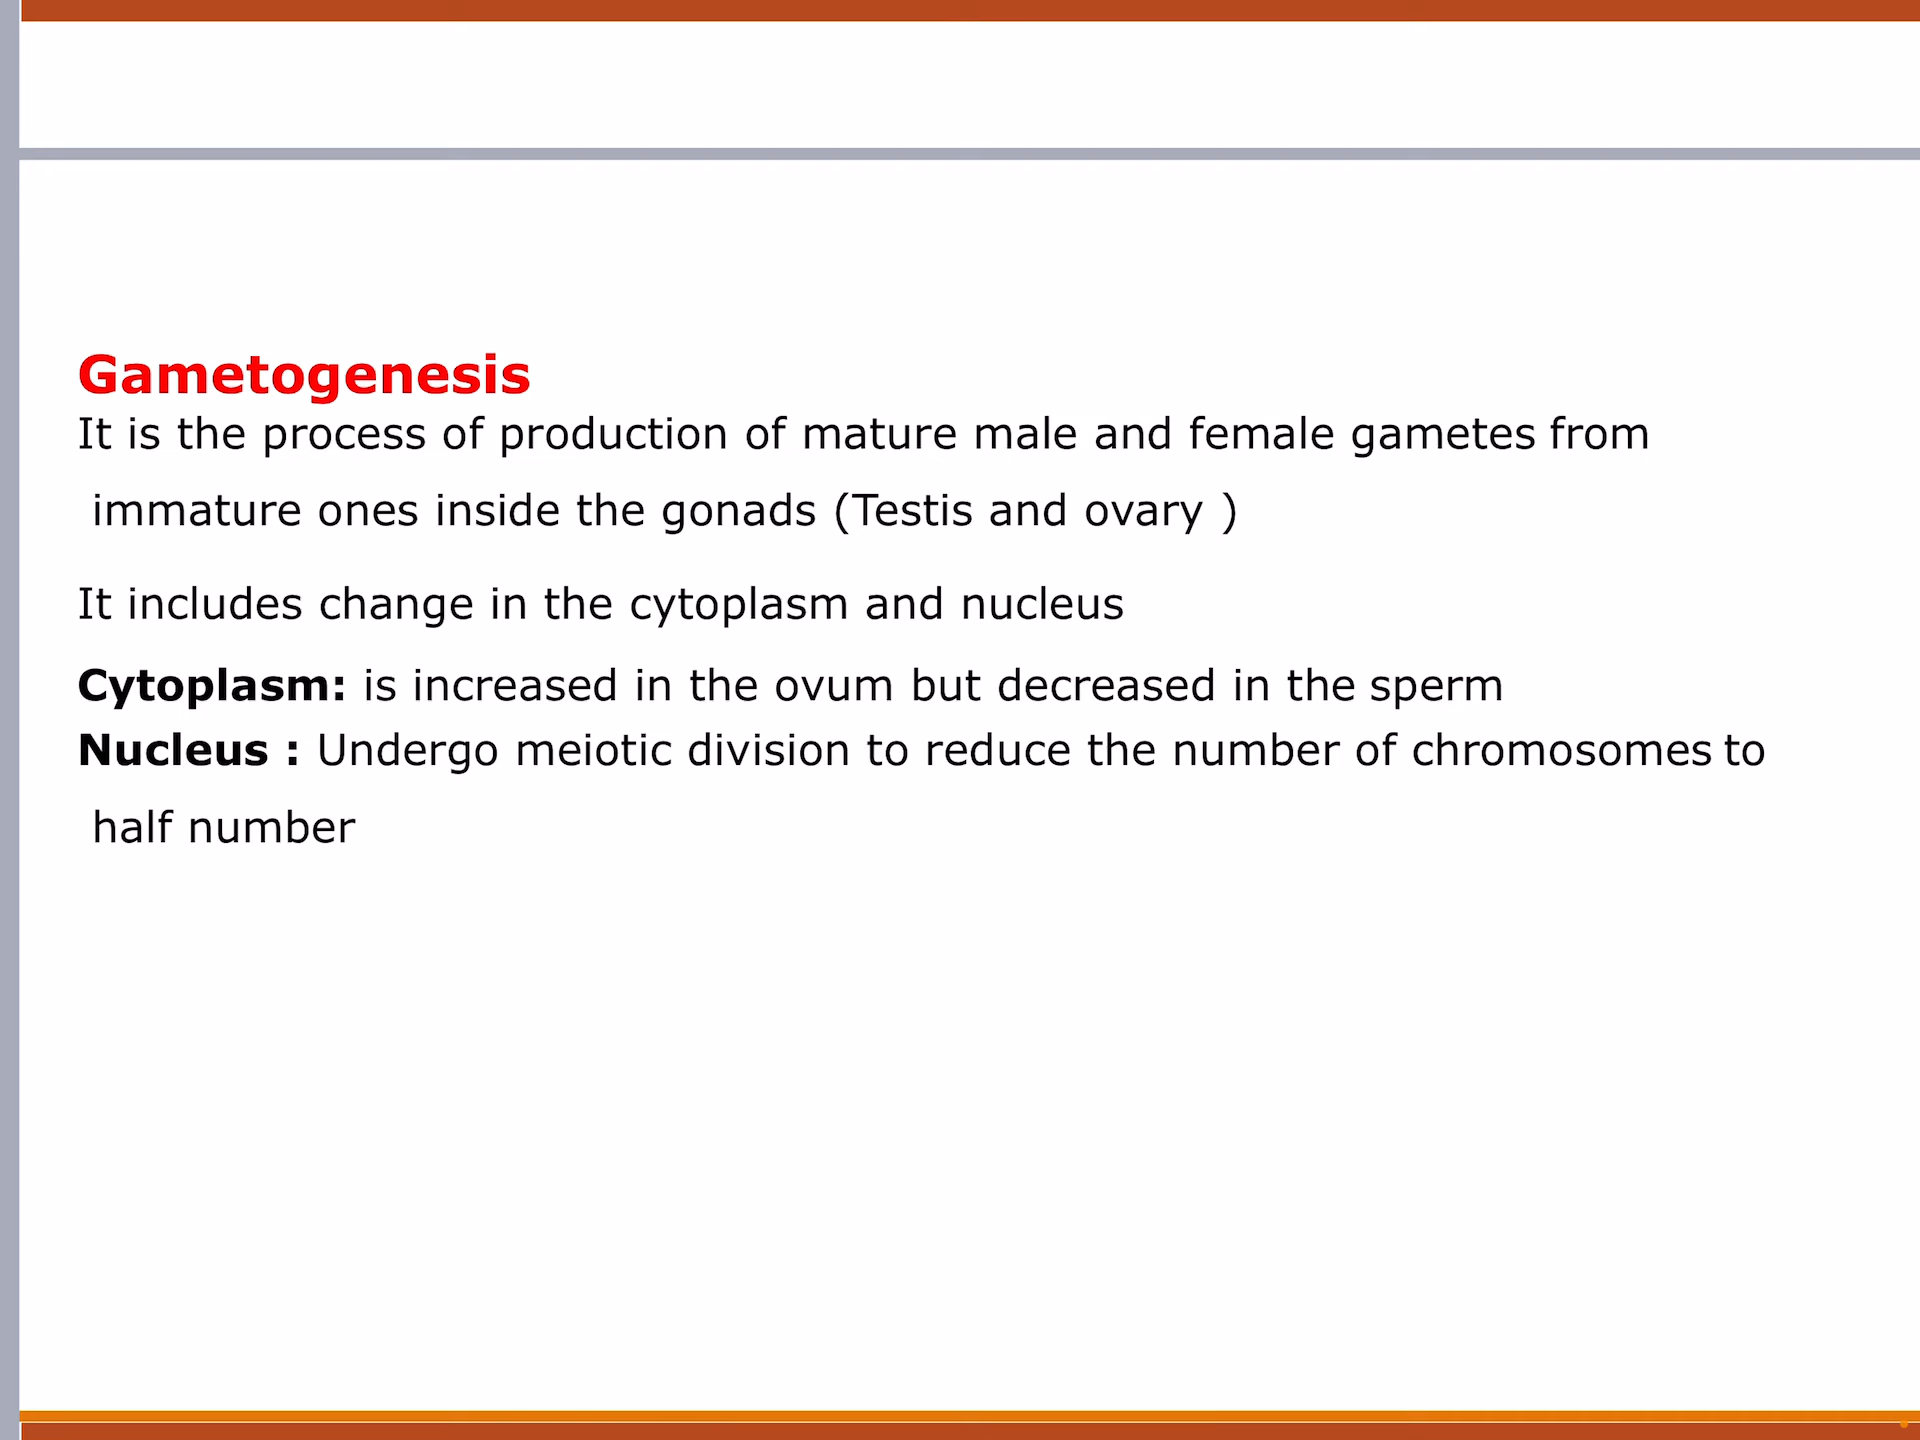 Gametogenesis
It is the process of production of mature male and female gametes from
immature ones inside the gonads (Testis and ovary )
It includes change in the cytoplasm and nucleus
Cytoplasm: is increased in the ovum but decreased in the sperm
Nucleus : Undergo meiotic division to reduce the number of chromosomes to
half number